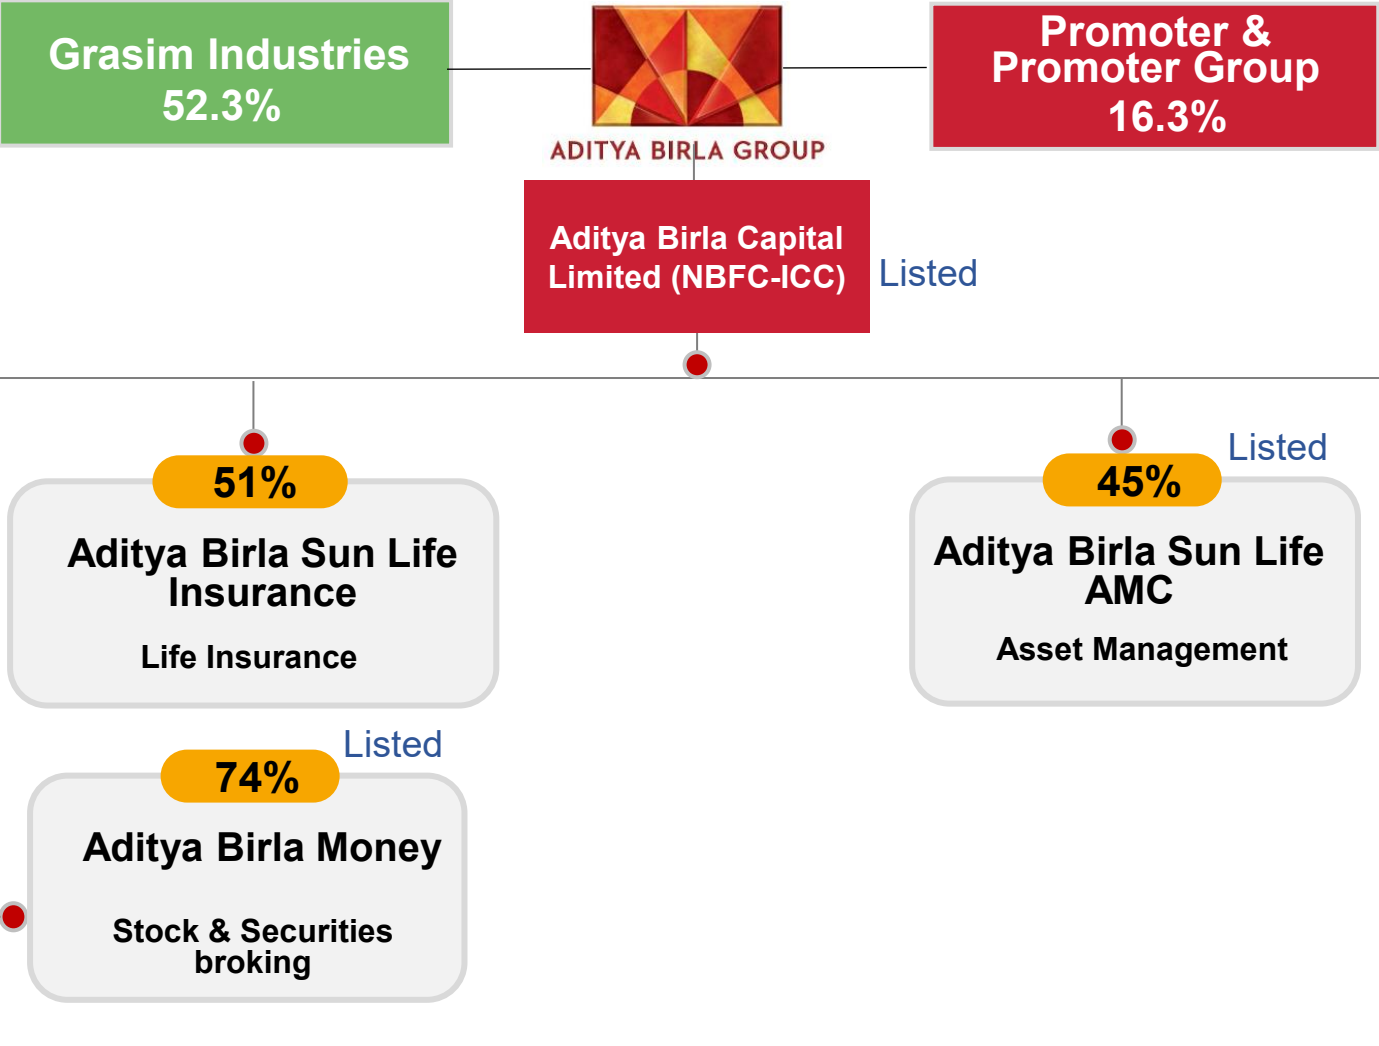 Grasim Industries
52.3%
ADITYA BIRLA GROUP
Promoter &
Promoter Group
16.3%
Aditya Birla Capital
Limited (NBFC-ICC)
Listed
51%
Aditya Birla Sun Life
Insurance
Life Insurance
Listed
45%
Aditya Birla Sun Life
AMC
Asset Management
Listed
74%
Aditya Birla Money
Stock & Securities
broking